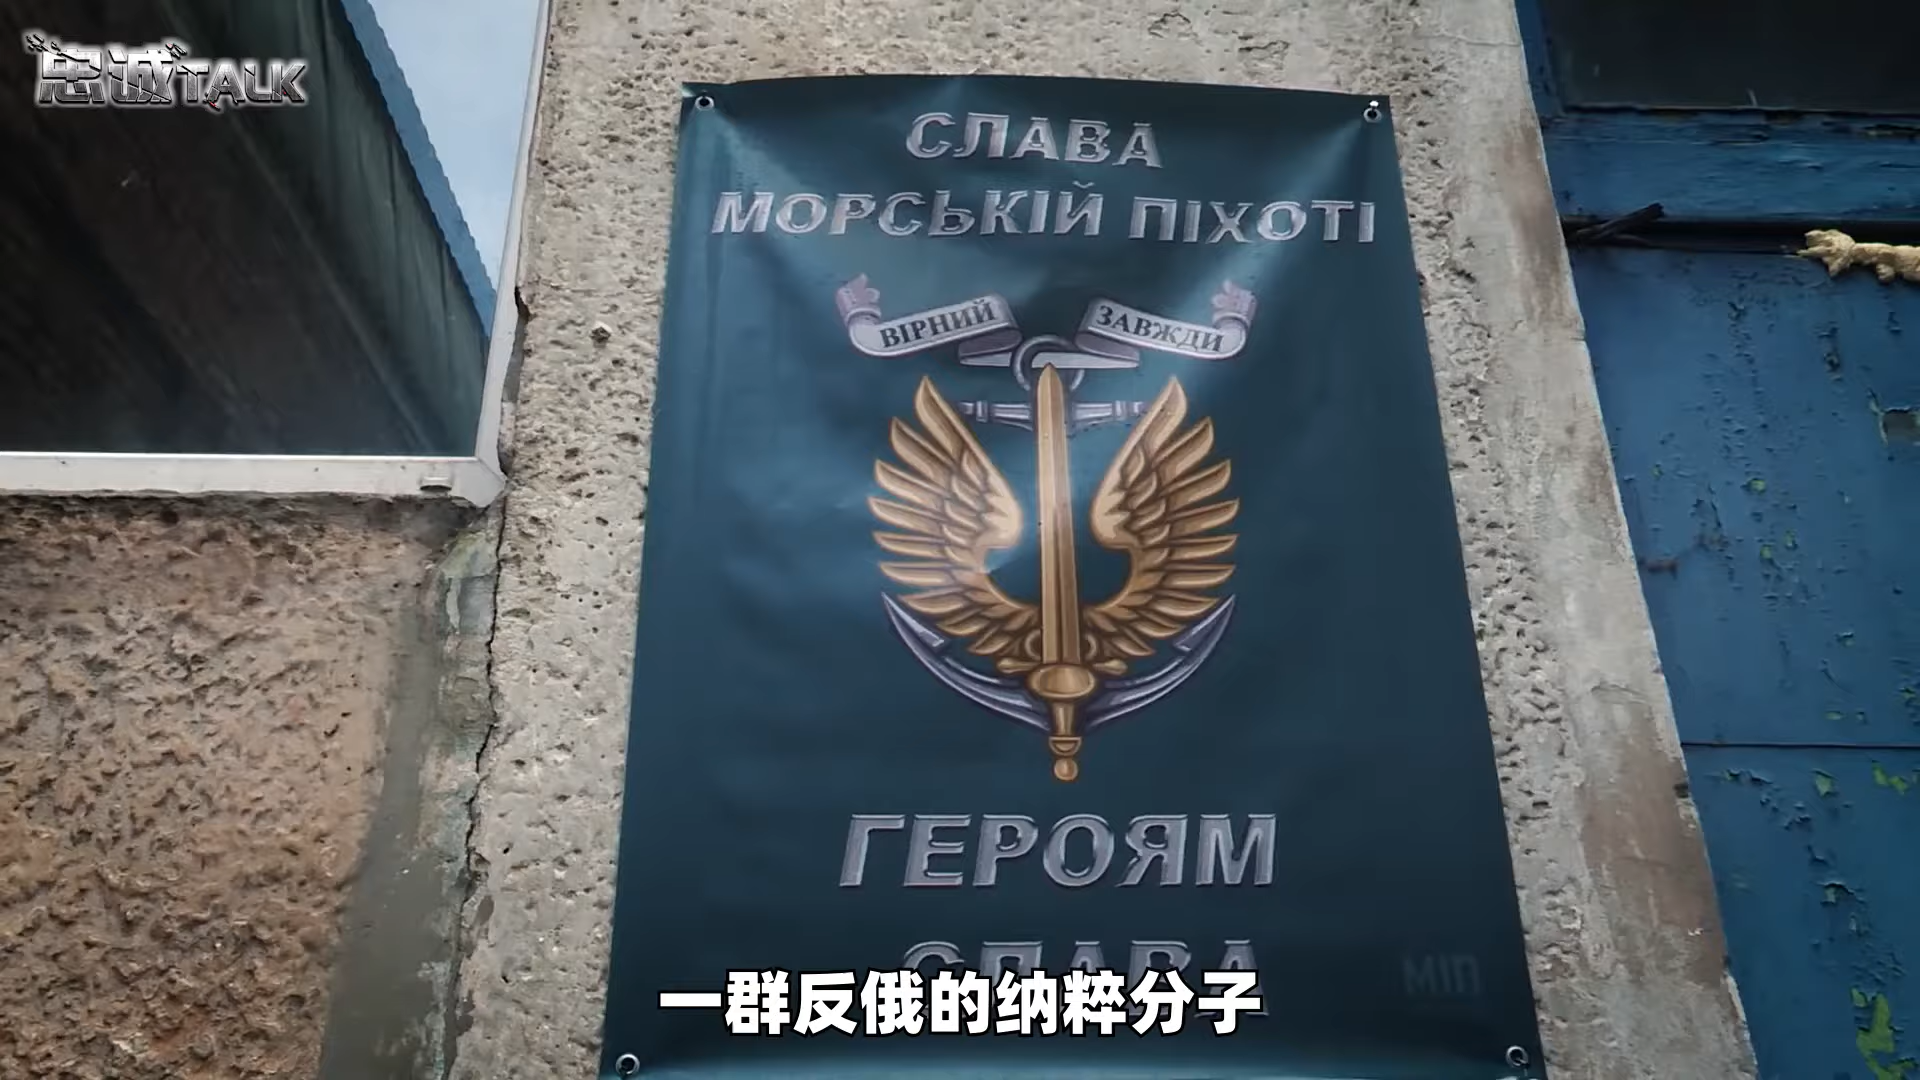 忠诚TALK
СЛАВА
МОРСЬКІЙ ПІХОТІ
ВІРНИЙ ЗАВЖДИ
ГЕРОЯМ
СЛАВА
МІП
一群反俄的纳粹分子